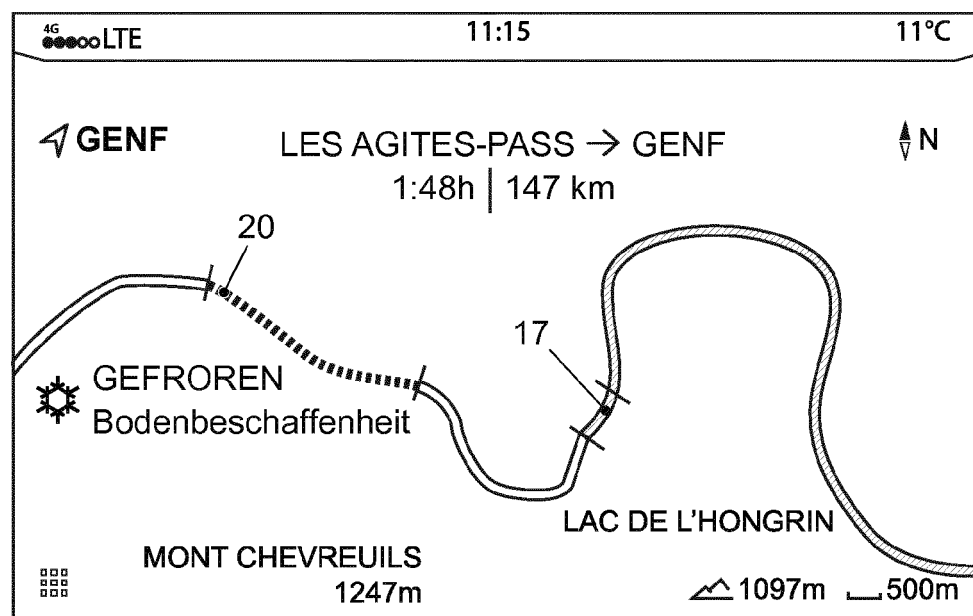 4G LTE 11:15 11°C
GENF LES AGITES-PASS → GENF N
1:48h | 147 km
20
17
GEFROREN
Bodenbeschaffenheit
LAC DE L'HONGRIN
MONT CHEVREUILS
1247m 1097m 500m